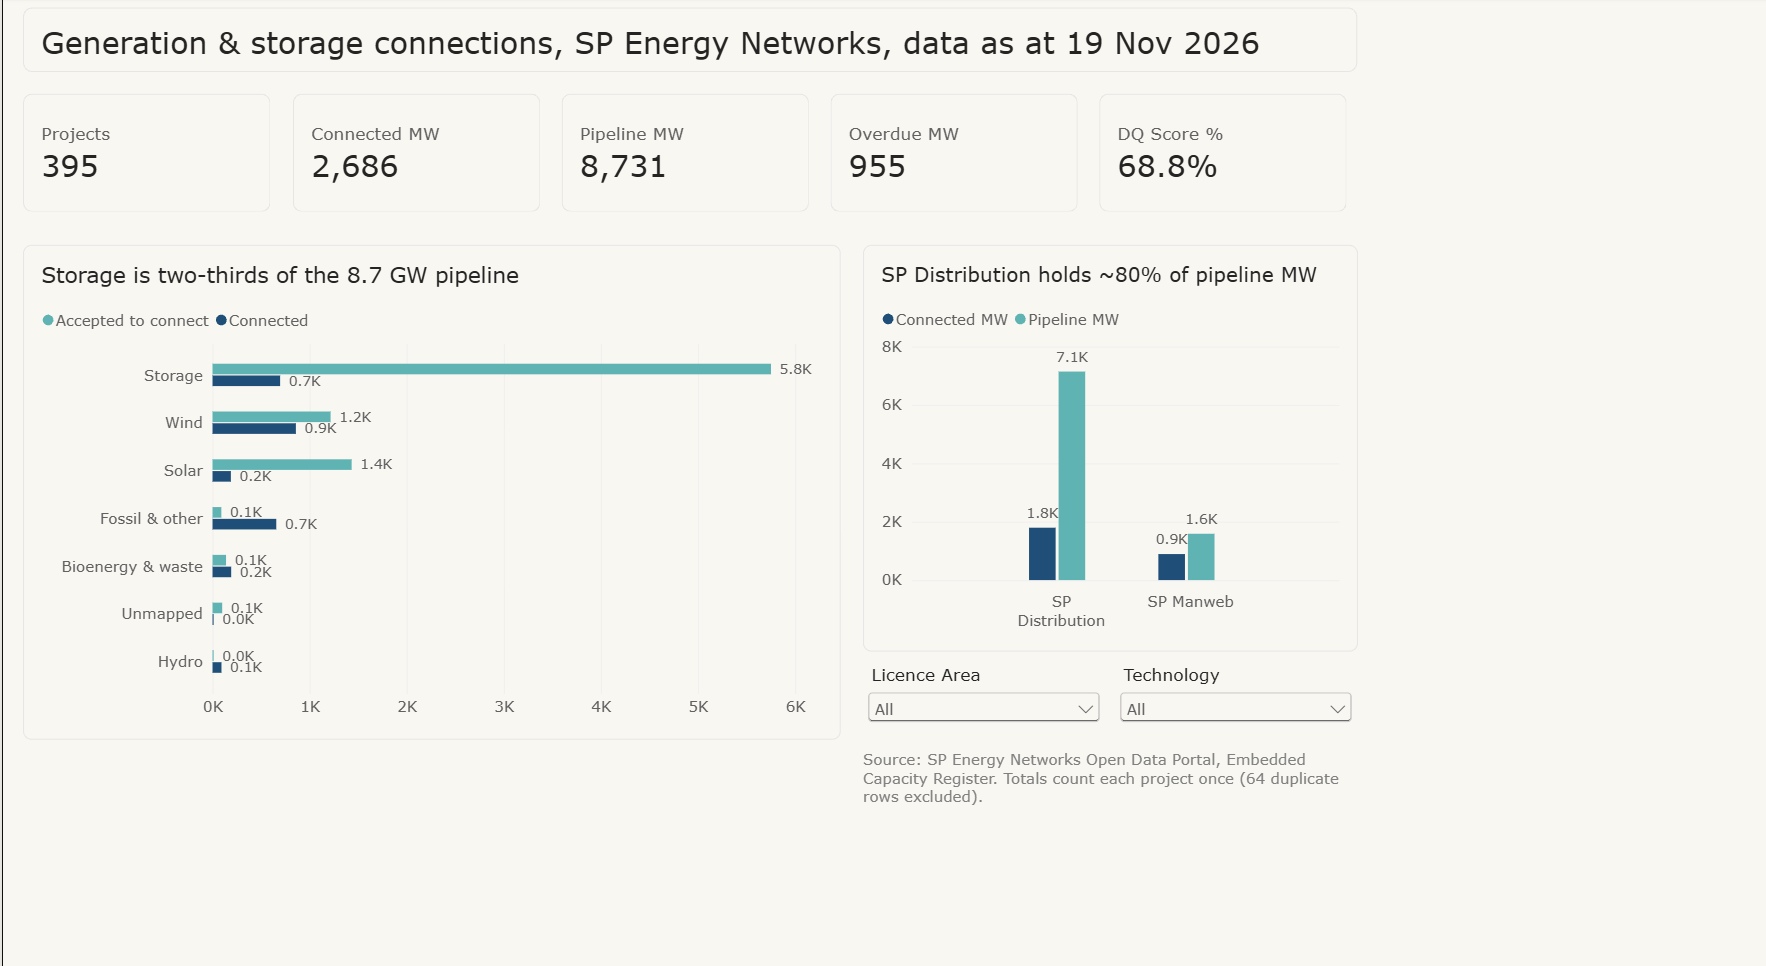 Generation & storage connections, SP Energy Networks, data as at 19 Nov 2026
Projects
395
Connected MW
2,686
Pipeline MW
8,731
Overdue MW
955
DQ Score %
68.8%
Storage is two-thirds of the 8.7 GW pipeline
Accepted to connect Connected
Storage
5.8K
0.7K
Wind
1.2K
0.9K
Solar
1.4K
0.2K
Fossil & other
0.1K
0.7K
Bioenergy & waste
0.1K
0.2K
Unmapped
0.1K
0.0K
Hydro
0.0K
0.1K
0K 1K 2K 3K 4K 5K 6K
SP Distribution holds ~80% of pipeline MW
Connected MW Pipeline MW
8K
6K
4K
2K
0K
1.8K
7.1K
0.9K
1.6K
SP
Distribution
SP Manweb
Licence Area
All
Technology
All
Source: SP Energy Networks Open Data Portal, Embedded
Capacity Register. Totals count each project once (64 duplicate
rows excluded).